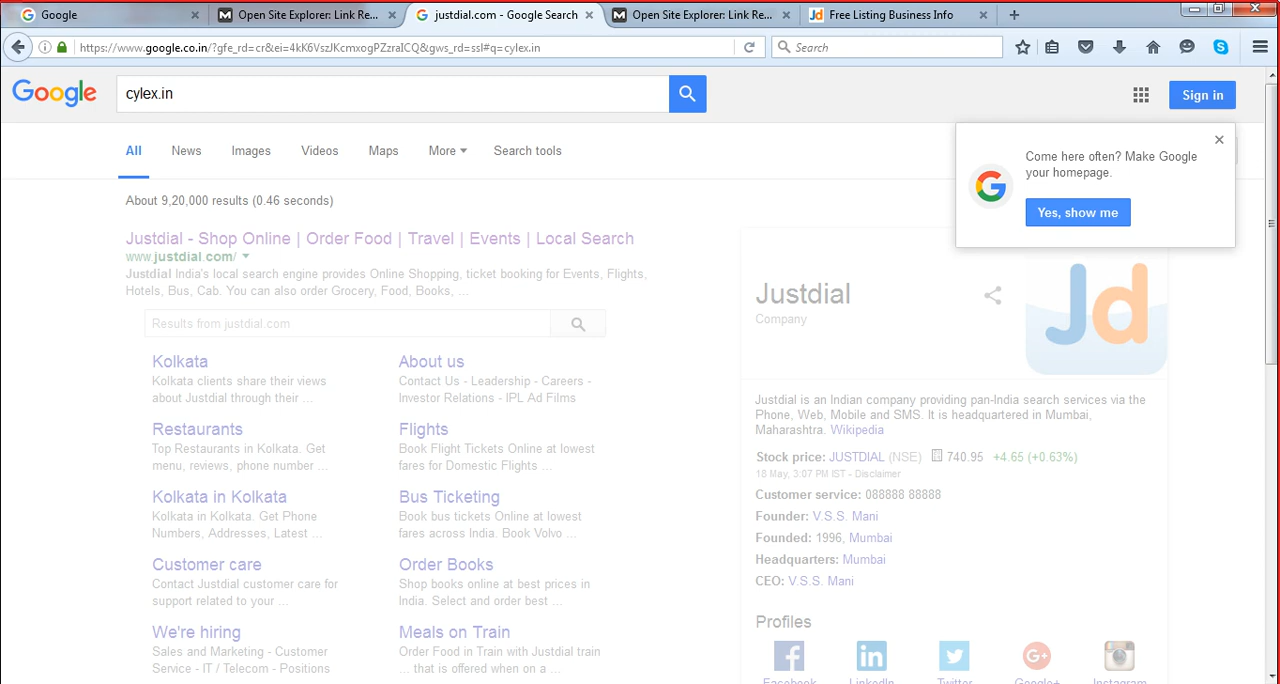 Google
Open Site Explorer: Link Re...
justdial.com - Google Search
Open Site Explorer: Link Re...
Jd Free Listing Business Info
https://www.google.co.in/?gfe_rd=cr&ei=4kK6VszJKcmxogPZzraICQ&gws_rd=ssl#q=cylex.in
Search
Google
cylex.in
Sign in
All News Images Videos Maps More Search tools
Come here often? Make Google
your homepage.
Yes, show me
About 9,20,000 results (0.46 seconds)
Justdial - Shop Online | Order Food | Travel | Events | Local Search
www.justdial.com/
Justdial India's local search engine provides Online Shopping, ticket booking for Events, Flights,
Hotels, Bus, Cab. You can also order Grocery, Food, Books, ...
Results from justdial.com
Kolkata
Kolkata clients share their views
about Justdial through their ...
About us
Contact Us - Leadership - Careers -
Investor Relations - IPL Ad Films
Restaurants
Top Restaurants in Kolkata. Get
menu, reviews, phone number ...
Flights
Book Flight Tickets Online at lowest
fares for Domestic Flights ...
Kolkata in Kolkata
Kolkata in Kolkata. Get Phone
Numbers, Addresses, Latest ...
Bus Ticketing
Book bus tickets Online at lowest
fares across India. Book Volvo ...
Customer care
Contact Justdial customer care for
support related to your ...
Order Books
Shop books online at best prices in
India. Select and order best ...
We're hiring
Sales and Marketing - Customer
Service - IT / Telecom - Positions
Meals on Train
Order Food in Train with Justdial train
... that is offered when on a ...
Justdial
Company
Jd
Justdial is an Indian company providing pan-India search services via the
Phone, Web, Mobile and SMS. It is headquartered in Mumbai,
Maharashtra. Wikipedia
Stock price: JUSTDIAL (NSE) 740.95 +4.65 (+0.63%)
18 May, 3:07 PM IST - Disclaimer
Customer service: 088888 88888
Founder: V.S.S. Mani
Founded: 1996, Mumbai
Headquarters: Mumbai
CEO: V.S.S. Mani
Profiles
Facebook LinkedIn Twitter Google+ Instagram